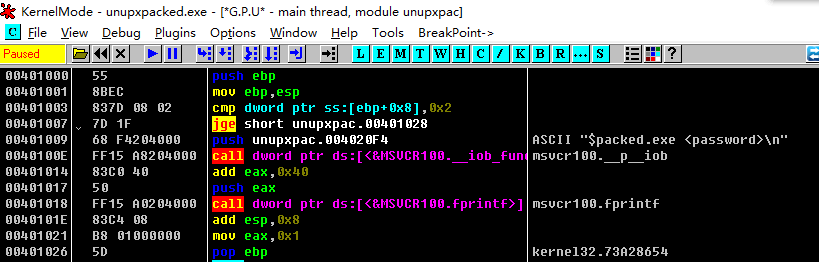 KernelMode - unupxpacked.exe - [*G.P.U* - main thread, module unupxpac]
C File View Debug Plugins Options Window Help Tools BreakPoint->
Paused L E M T W H C / K B R ... S ?
00401000 55 push ebp
00401001 8BEC mov ebp,esp
00401003 837D 08 02 cmp dword ptr ss:[ebp+0x8],0x2
00401007 7D 1F jge short unupxpac.00401028
00401009 68 F4204000 push unupxpac.004020F4 ASCII "$packed.exe <password>\n"
0040100E FF15 A8204000 call dword ptr ds:[<&MSVCR100.__iob_func msvcr100.__p__iob
00401014 83C0 40 add eax,0x40
00401017 50 push eax
00401018 FF15 A0204000 call dword ptr ds:[<&MSVCR100.fprintf>] msvcr100.fprintf
0040101E 83C4 08 add esp,0x8
00401021 B8 01000000 mov eax,0x1
00401026 5D pop ebp kernel32.73A28654